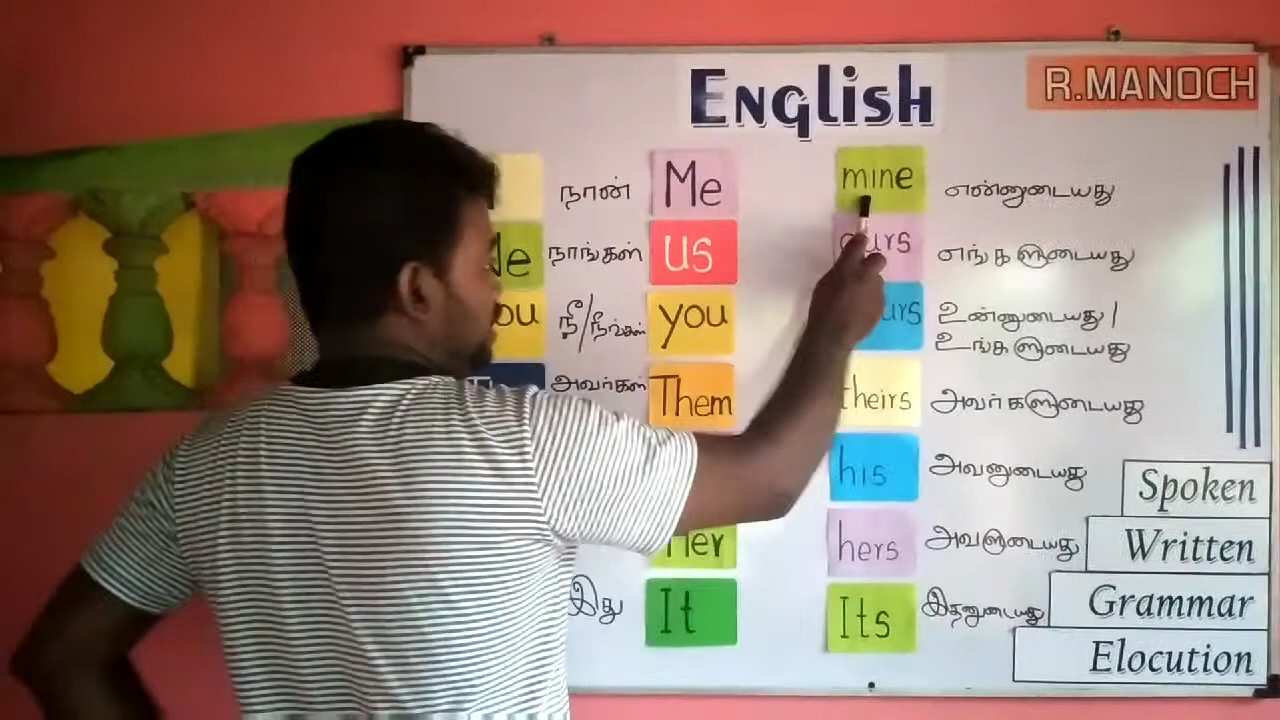 English
R.MANOCH
நான் Me mine என்னுடையது
நாங்கள் us ours எங்களுடையது
நீ/நீங்கள் you உன்னுடையது /
உங்களுடையது
அவர்கள் Them theirs அவர்களுடையது
his அவனுடையது
Her hers அவளுடையது
இது It Its இதனுடையது
Spoken
Written
Grammar
Elocution